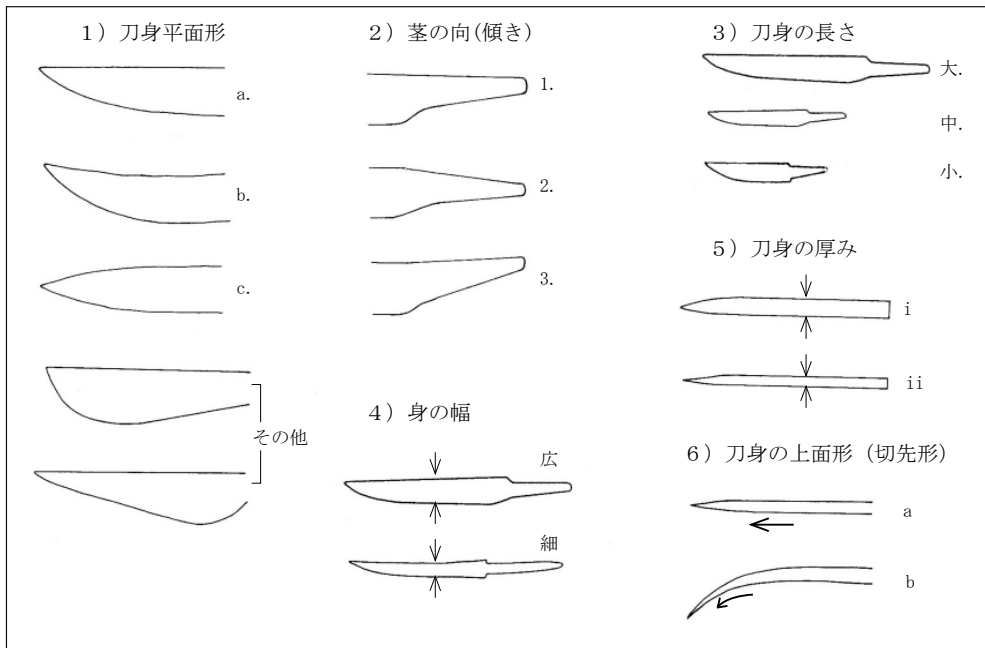 1）刀身平面形
a.
b.
c.
その他
2）茎の向(傾き)
1.
2.
3.
3）刀身の長さ
大.
中.
小.
4）身の幅
広
細
5）刀身の厚み
i
ii
6）刀身の上面形（切先形）
a
b